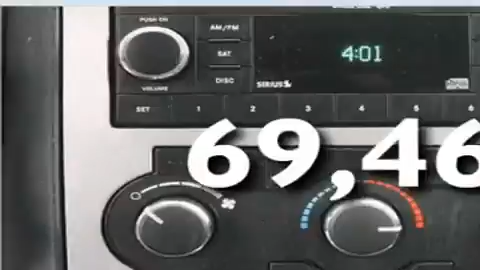 PUSH ON
AM/FM
SAT
DISC
VOLUME
4:01
SIRIUS
SET 1 2 3 4 5 6
69,46